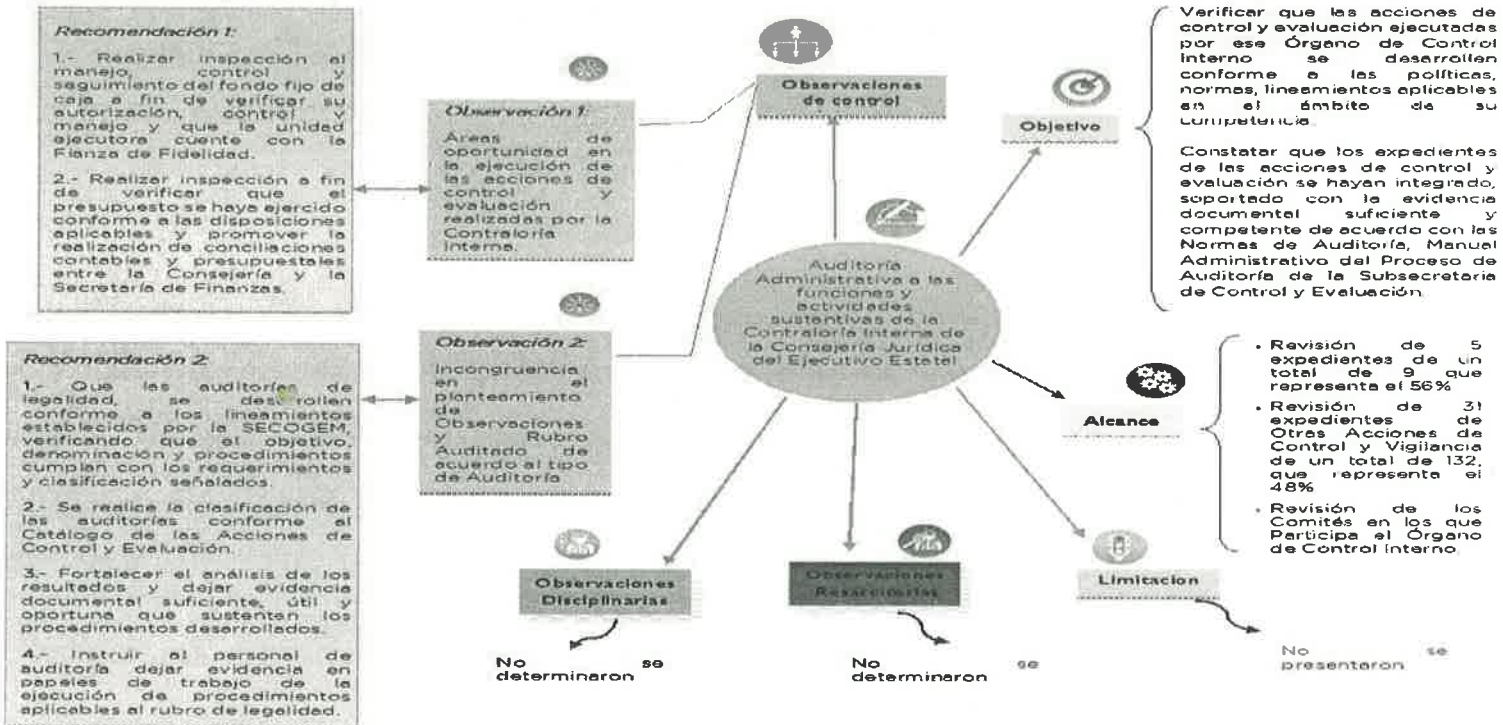 Recomendación 1:
1.- Realizar inspección al
manejo, control y
seguimiento del fondo fijo de
caja a fin de verificar su
autorización, control y
manejo y que la unidad
ejecutora cuente con la
Fianza de Fidelidad.
2.- Realizar inspección a fin
de verificar que el
presupuesto se haya ejercido
conforme a las disposiciones
aplicables y promover la
realización de conciliaciones
contables y presupuestales
entre la Consejería y la
Secretaría de Finanzas.
Observación 1:
Áreas de
oportunidad en
la ejecución de
las acciones de
control y
evaluación
realizadas por la
Contraloría
Interna.
Observaciones
de control
Objetivo
Verificar que las acciones de
control y evaluación ejecutadas
por ese Órgano de Control
Interno se desarrollen
conforme a las políticas,
normas, lineamientos aplicables
en el ámbito de su
competencia.
Constatar que los expedientes
de las acciones de control y
evaluación se hayan integrado,
soportado con la evidencia
documental suficiente y
competente de acuerdo con las
Normas de Auditoría, Manual
Administrativo del Proceso de
Auditoría de la Subsecretaria
de Control y Evaluación.
Auditoría
Administrativa a las
funciones y
actividades
sustantivas de la
Contraloría Interna de
la Consejería Jurídica
del Ejecutivo Estatal
Recomendación 2:
1.- Que las auditorías de
legalidad, se desarrollen
conforme a los lineamientos
establecidos por la SECOGEM,
verificando que el objetivo,
denominación y procedimientos
cumplan con los requerimientos
y clasificación señalados.
2.- Se realice la clasificación de
las auditorías conforme al
Catálogo de las Acciones de
Control y Evaluación.
3.- Fortalecer el análisis de los
resultados y dejar evidencia
documental suficiente, útil y
oportuna que sustenten los
procedimientos desarrollados.
4.- Instruir al personal de
auditoría dejar evidencia en
papeles de trabajo de la
ejecución de procedimientos
aplicables al rubro de legalidad.
Observación 2:
Incongruencia
en el
planteamiento
de
Observaciones
y Rubro
Auditado de
acuerdo al tipo
de Auditoría
Alcance
• Revisión de 5
expedientes de un
total de 9 que
representa el 56%
• Revisión de 31
expedientes de
Otras Acciones de
Control y Vigilancia
de un total de 132,
que representa el
48%
• Revisión de los
Comités en los que
Participa el Órgano
de Control Interno.
Observaciones
Disciplinarias
No se
determinaron
Observaciones
Resarcitorias
No se
determinaron
Limitacion
No se
presentaron